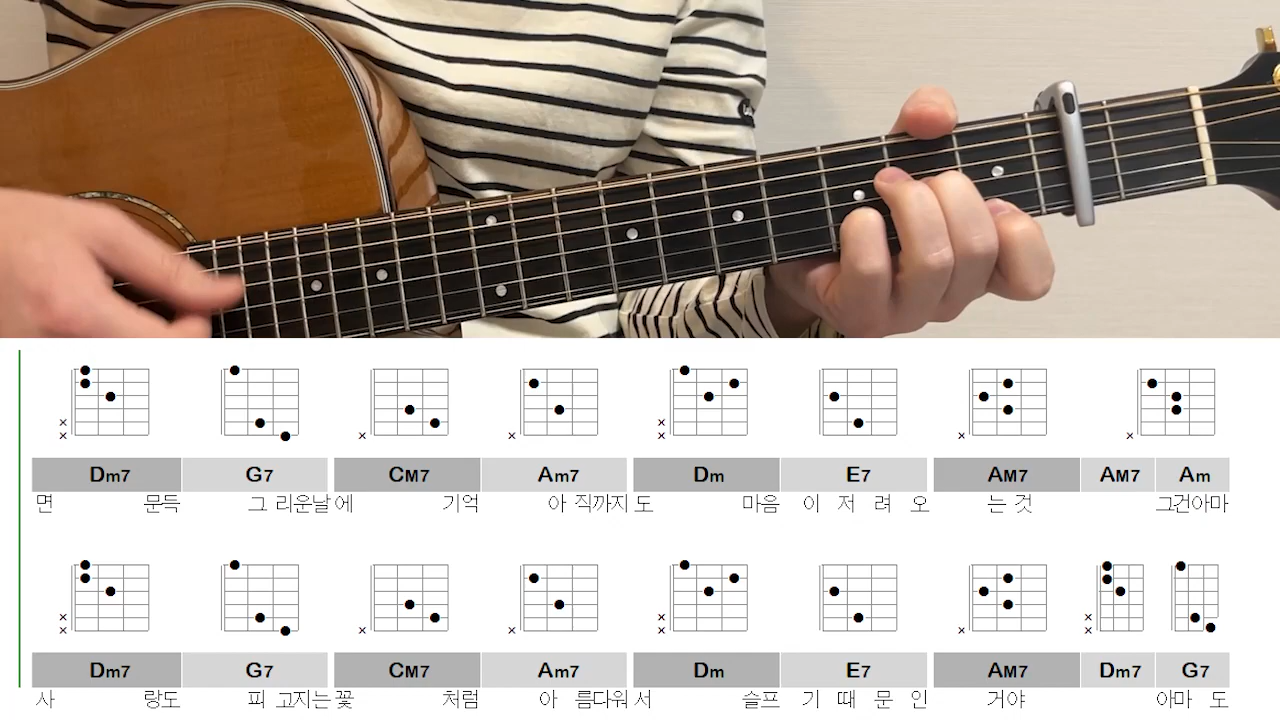 Dm7 G7 CM7 Am7 Dm E7 AM7 AM7 Am
면 문득 그 리운날에 기억 아 직까지 도 마음 이 저 려 오 는 것 그건아마
Dm7 G7 CM7 Am7 Dm E7 AM7 Dm7 G7
사 랑도 피 고지는 꽃 처럼 아 름다워 서 슬프 기 때 문 인 거야 아마 도